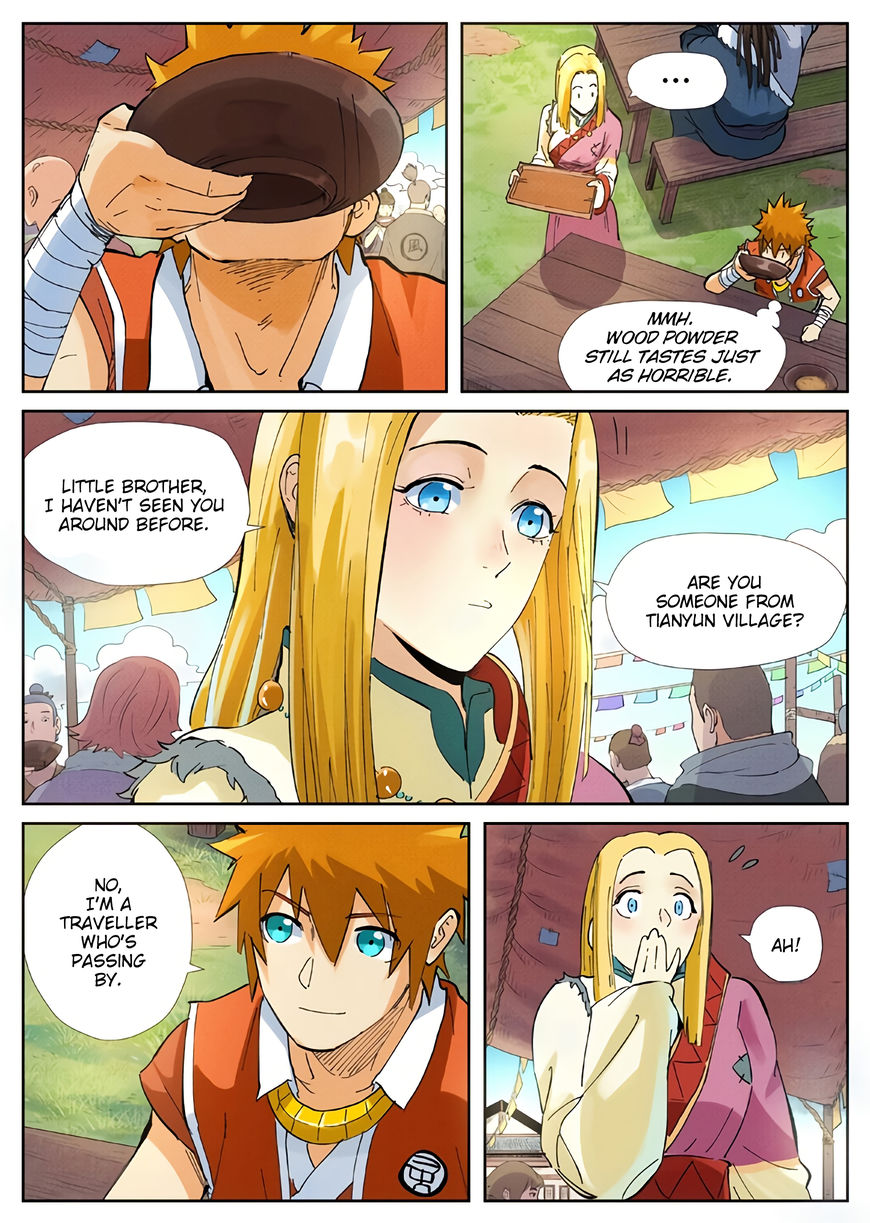 風
...
MMH.
WOOD POWDER
STILL TASTES JUST
AS HORRIBLE.
LITTLE BROTHER,
I HAVEN'T SEEN YOU
AROUND BEFORE.
ARE YOU
SOMEONE FROM
TIANYUN VILLAGE?
NO,
I'M A
TRAVELLER
WHO'S
PASSING
BY.
AH!